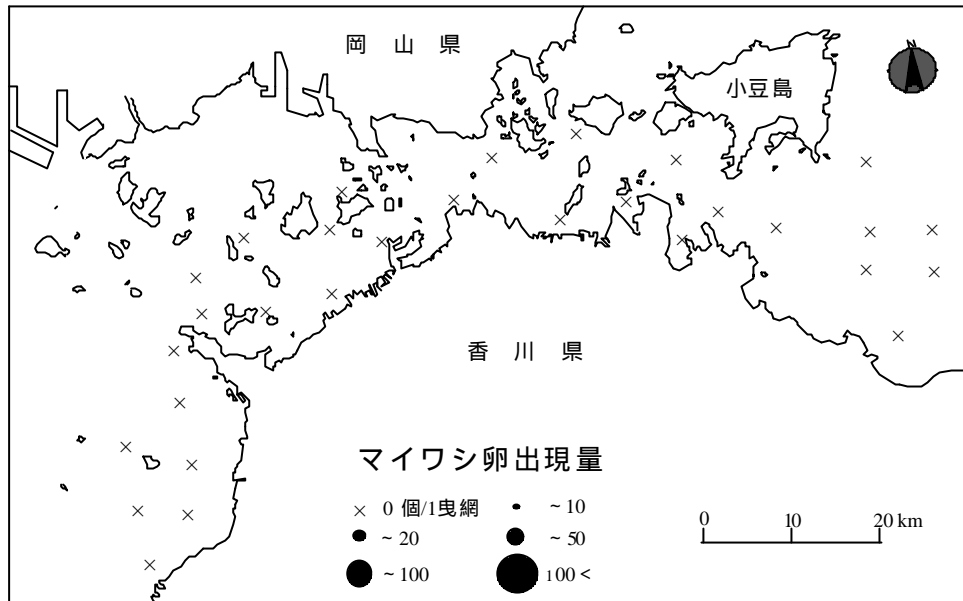 岡 山 県
N
小豆島
香 川 県
マイワシ卵出現量
× 0 個/1曳網
~ 10
~ 20
~ 50
~ 100
100 <
0 10 20 km